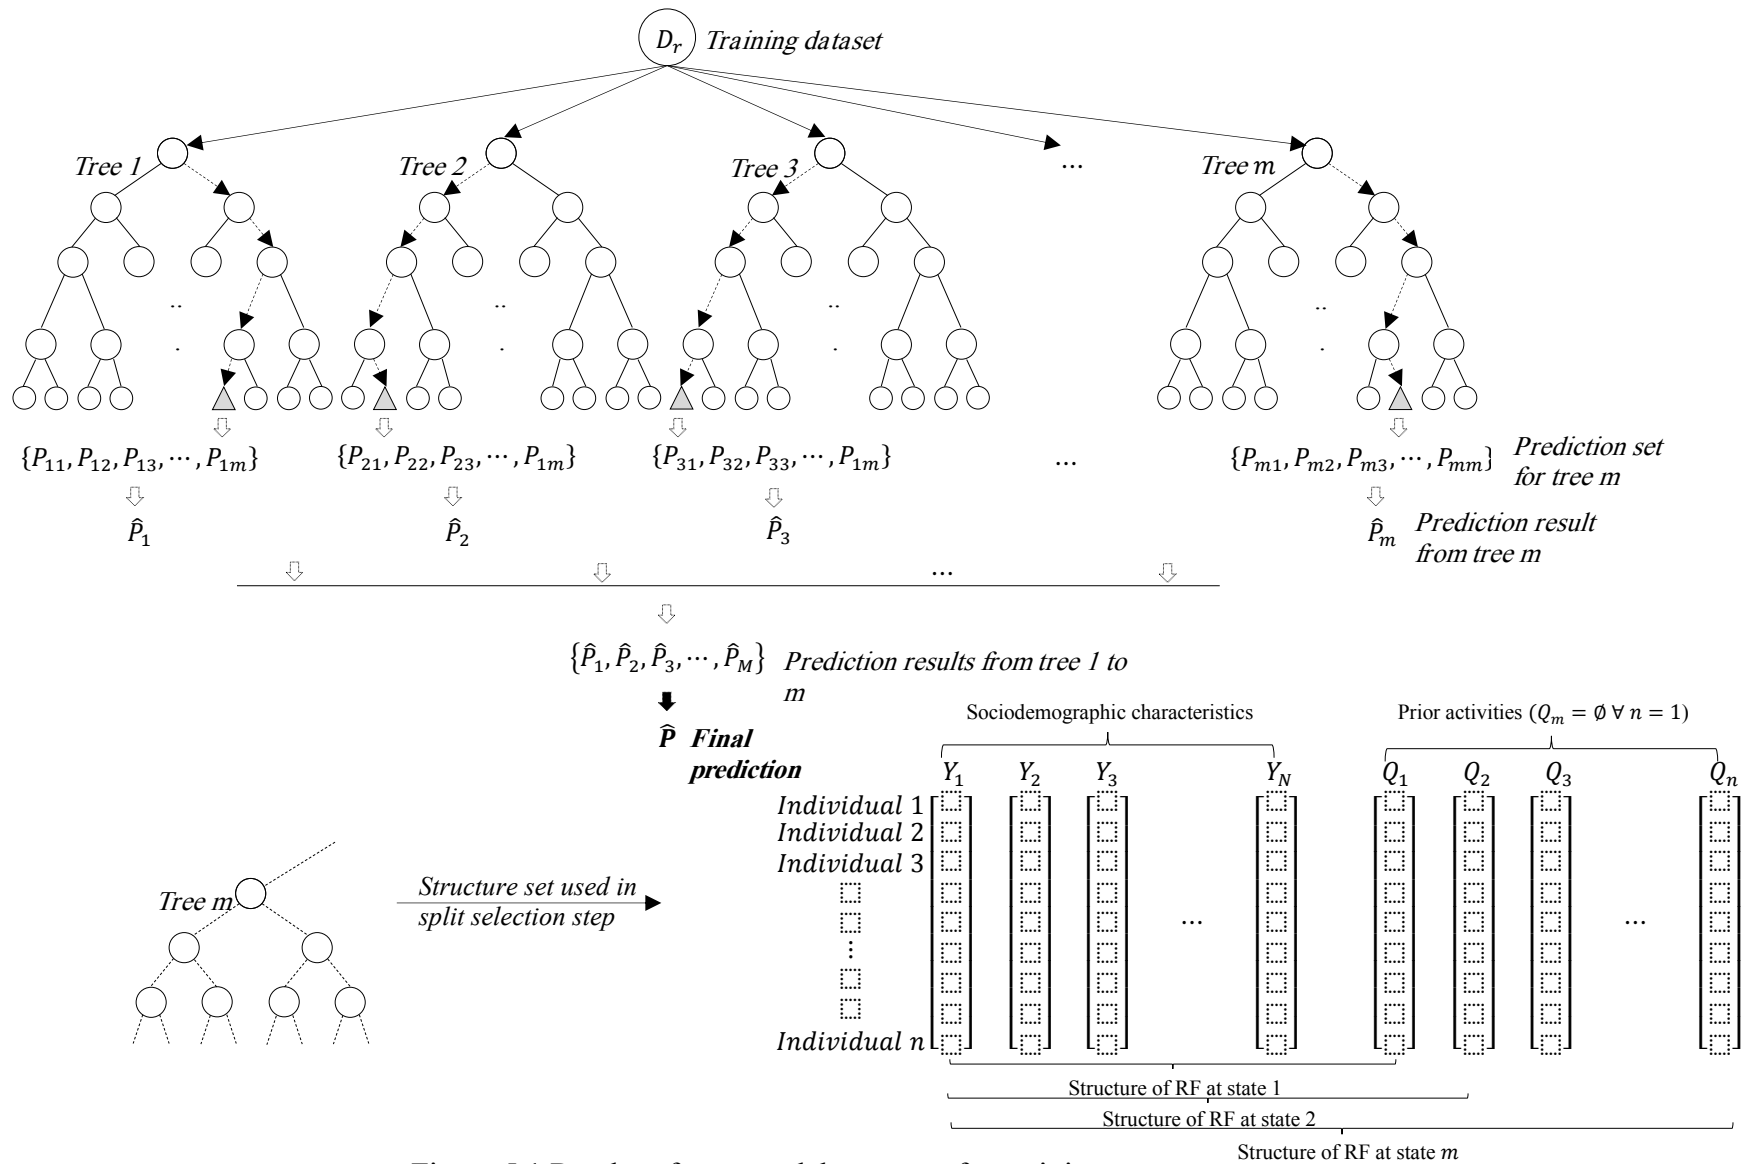 D_r Training dataset
Tree 1
Tree 2
Tree 3
...
Tree m
..
..
..
..
.
.
.
.
{P_11, P_12, P_13, ⋯, P_1m}
{P_21, P_22, P_23, ⋯, P_1m}
{P_31, P_32, P_33, ⋯, P_1m}
...
{P_m1, P_m2, P_m3, ⋯, P_mm}
Prediction set
for tree m
P̂_1
P̂_2
P̂_3
P̂_m
Prediction result
from tree m
...
{P̂_1, P̂_2, P̂_3, ⋯, P̂_M}
Prediction results from tree 1 to
m
P̂ Final
prediction
Sociodemographic characteristics
Prior activities (Q_m = ∅ ∀ n = 1)
Y_1 Y_2 Y_3 Y_N Q_1 Q_2 Q_3 Q_n
Individual 1
Individual 2
Individual 3
⋮
Individual n
...
...
Tree m
Structure set used in
split selection step
Structure of RF at state 1
Structure of RF at state 2
Structure of RF at state m